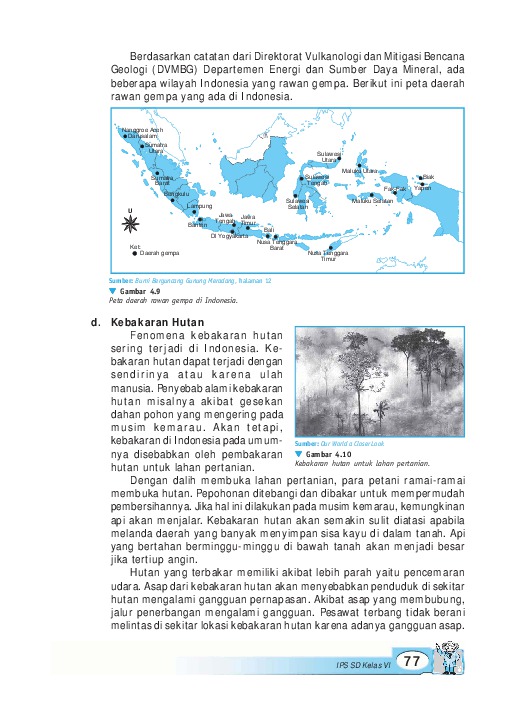 Berdasarkan catatan dari Direktorat Vulkanologi dan Mitigasi Bencana
Geologi (DVMBG) Departemen Energi dan Sumber Daya Mineral, ada
beberapa wilayah Indonesia yang rawan gempa. Berikut ini peta daerah
rawan gempa yang ada di Indonesia.
Nanggroe Aceh
Darusalam
Sumatra
Utara
Sumatra
Barat
Bengkulu
Lampung
Banten
Jawa
Tengah
Jawa
Timur
DI Yogyakarta
Bali
Nusa Tenggara
Barat
Nusa Tenggara
Timur
Sulawesi
Utara
Sulawesi
Tengah
Sulawesi
Selatan
Maluku Utara
Maluku Selatan
Fak Fak
Biak
Yapen
U
Ket:
Daerah gempa
Sumber: Bumi Berguncang Gunung Meradang, halaman 13
Gambar 4.9
Peta daerah rawan gempa di Indonesia.
d. Kebakaran Hutan
Fenomena kebakaran hutan
sering terjadi di Indonesia. Ke-
bakaran hutan dapat terjadi dengan
sendirinya atau karena ulah
manusia. Penyebab alami kebakaran
hutan misalnya akibat gesekan
dahan pohon yang mengering pada
musim kemarau. Akan tetapi,
kebakaran di Indonesia pada umum-
nya disebabkan oleh pembakaran
hutan untuk lahan pertanian.
Sumber: Our World a Closer Look
Gambar 4.10
Kebakaran hutan untuk lahan pertanian.
Dengan dalih membuka lahan pertanian, para petani ramai-ramai
membuka hutan. Pepohonan ditebangi dan dibakar untuk mempermudah
pembersihannya. Jika hal ini dilakukan pada musim kemarau, kemungkinan
api akan menjalar. Kebakaran hutan akan semakin sulit diatasi apabila
melanda daerah yang banyak menyimpan sisa kayu di dalam tanah. Api
yang bertahan berminggu-minggu di bawah tanah akan menjadi besar
jika tertiup angin.
Hutan yang terbakar memiliki akibat lebih parah yaitu pencemaran
udara. Asap dari kebakaran hutan akan menyebabkan penduduk di sekitar
hutan mengalami gangguan pernapasan. Akibat asap yang membubung,
jalur penerbangan mengalami gangguan. Pesawat terbang tidak berani
melintas di sekitar lokasi kebakaran hutan karena adanya gangguan asap.
IPS SD Kelas VI
77